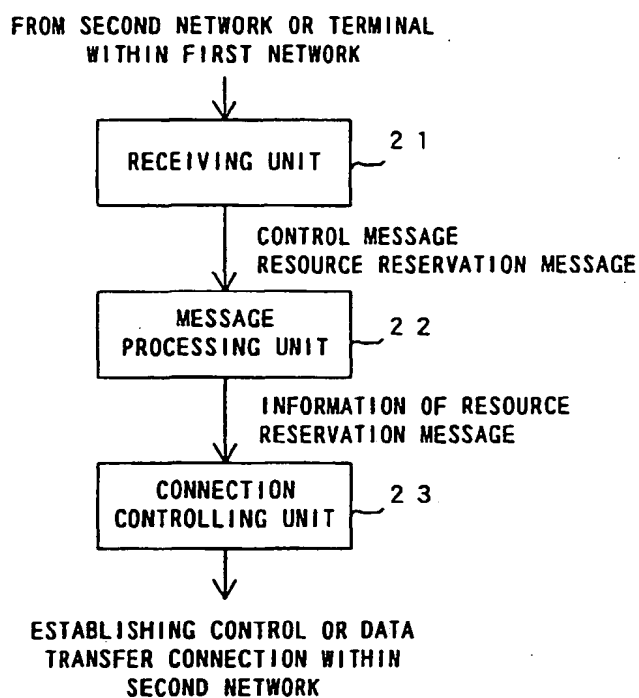 FROM SECOND NETWORK OR TERMINAL
WITHIN FIRST NETWORK
RECEIVING UNIT
21
CONTROL MESSAGE
RESOURCE RESERVATION MESSAGE
MESSAGE
PROCESSING UNIT
22
INFORMATION OF RESOURCE
RESERVATION MESSAGE
CONNECTION
CONTROLLING UNIT
23
ESTABLISHING CONTROL OR DATA
TRANSFER CONNECTION WITHIN
SECOND NETWORK